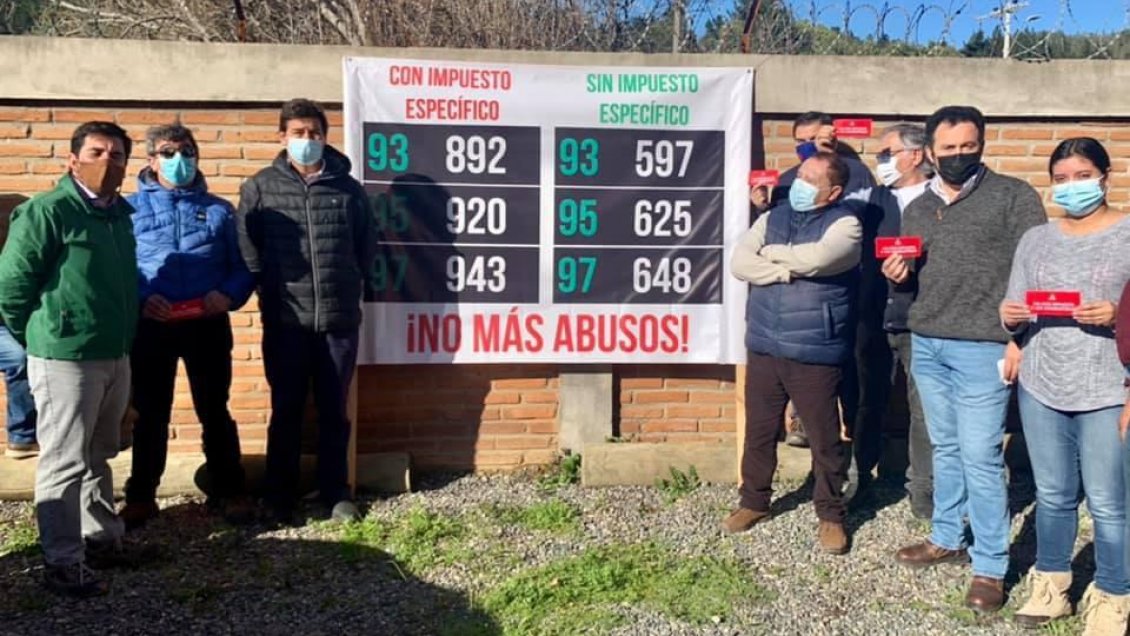 CON IMPUESTO
ESPECÍFICO
93 892
95 920
97 943
SIN IMPUESTO
ESPECÍFICO
93 597
95 625
97 648
¡NO MÁS ABUSOS!